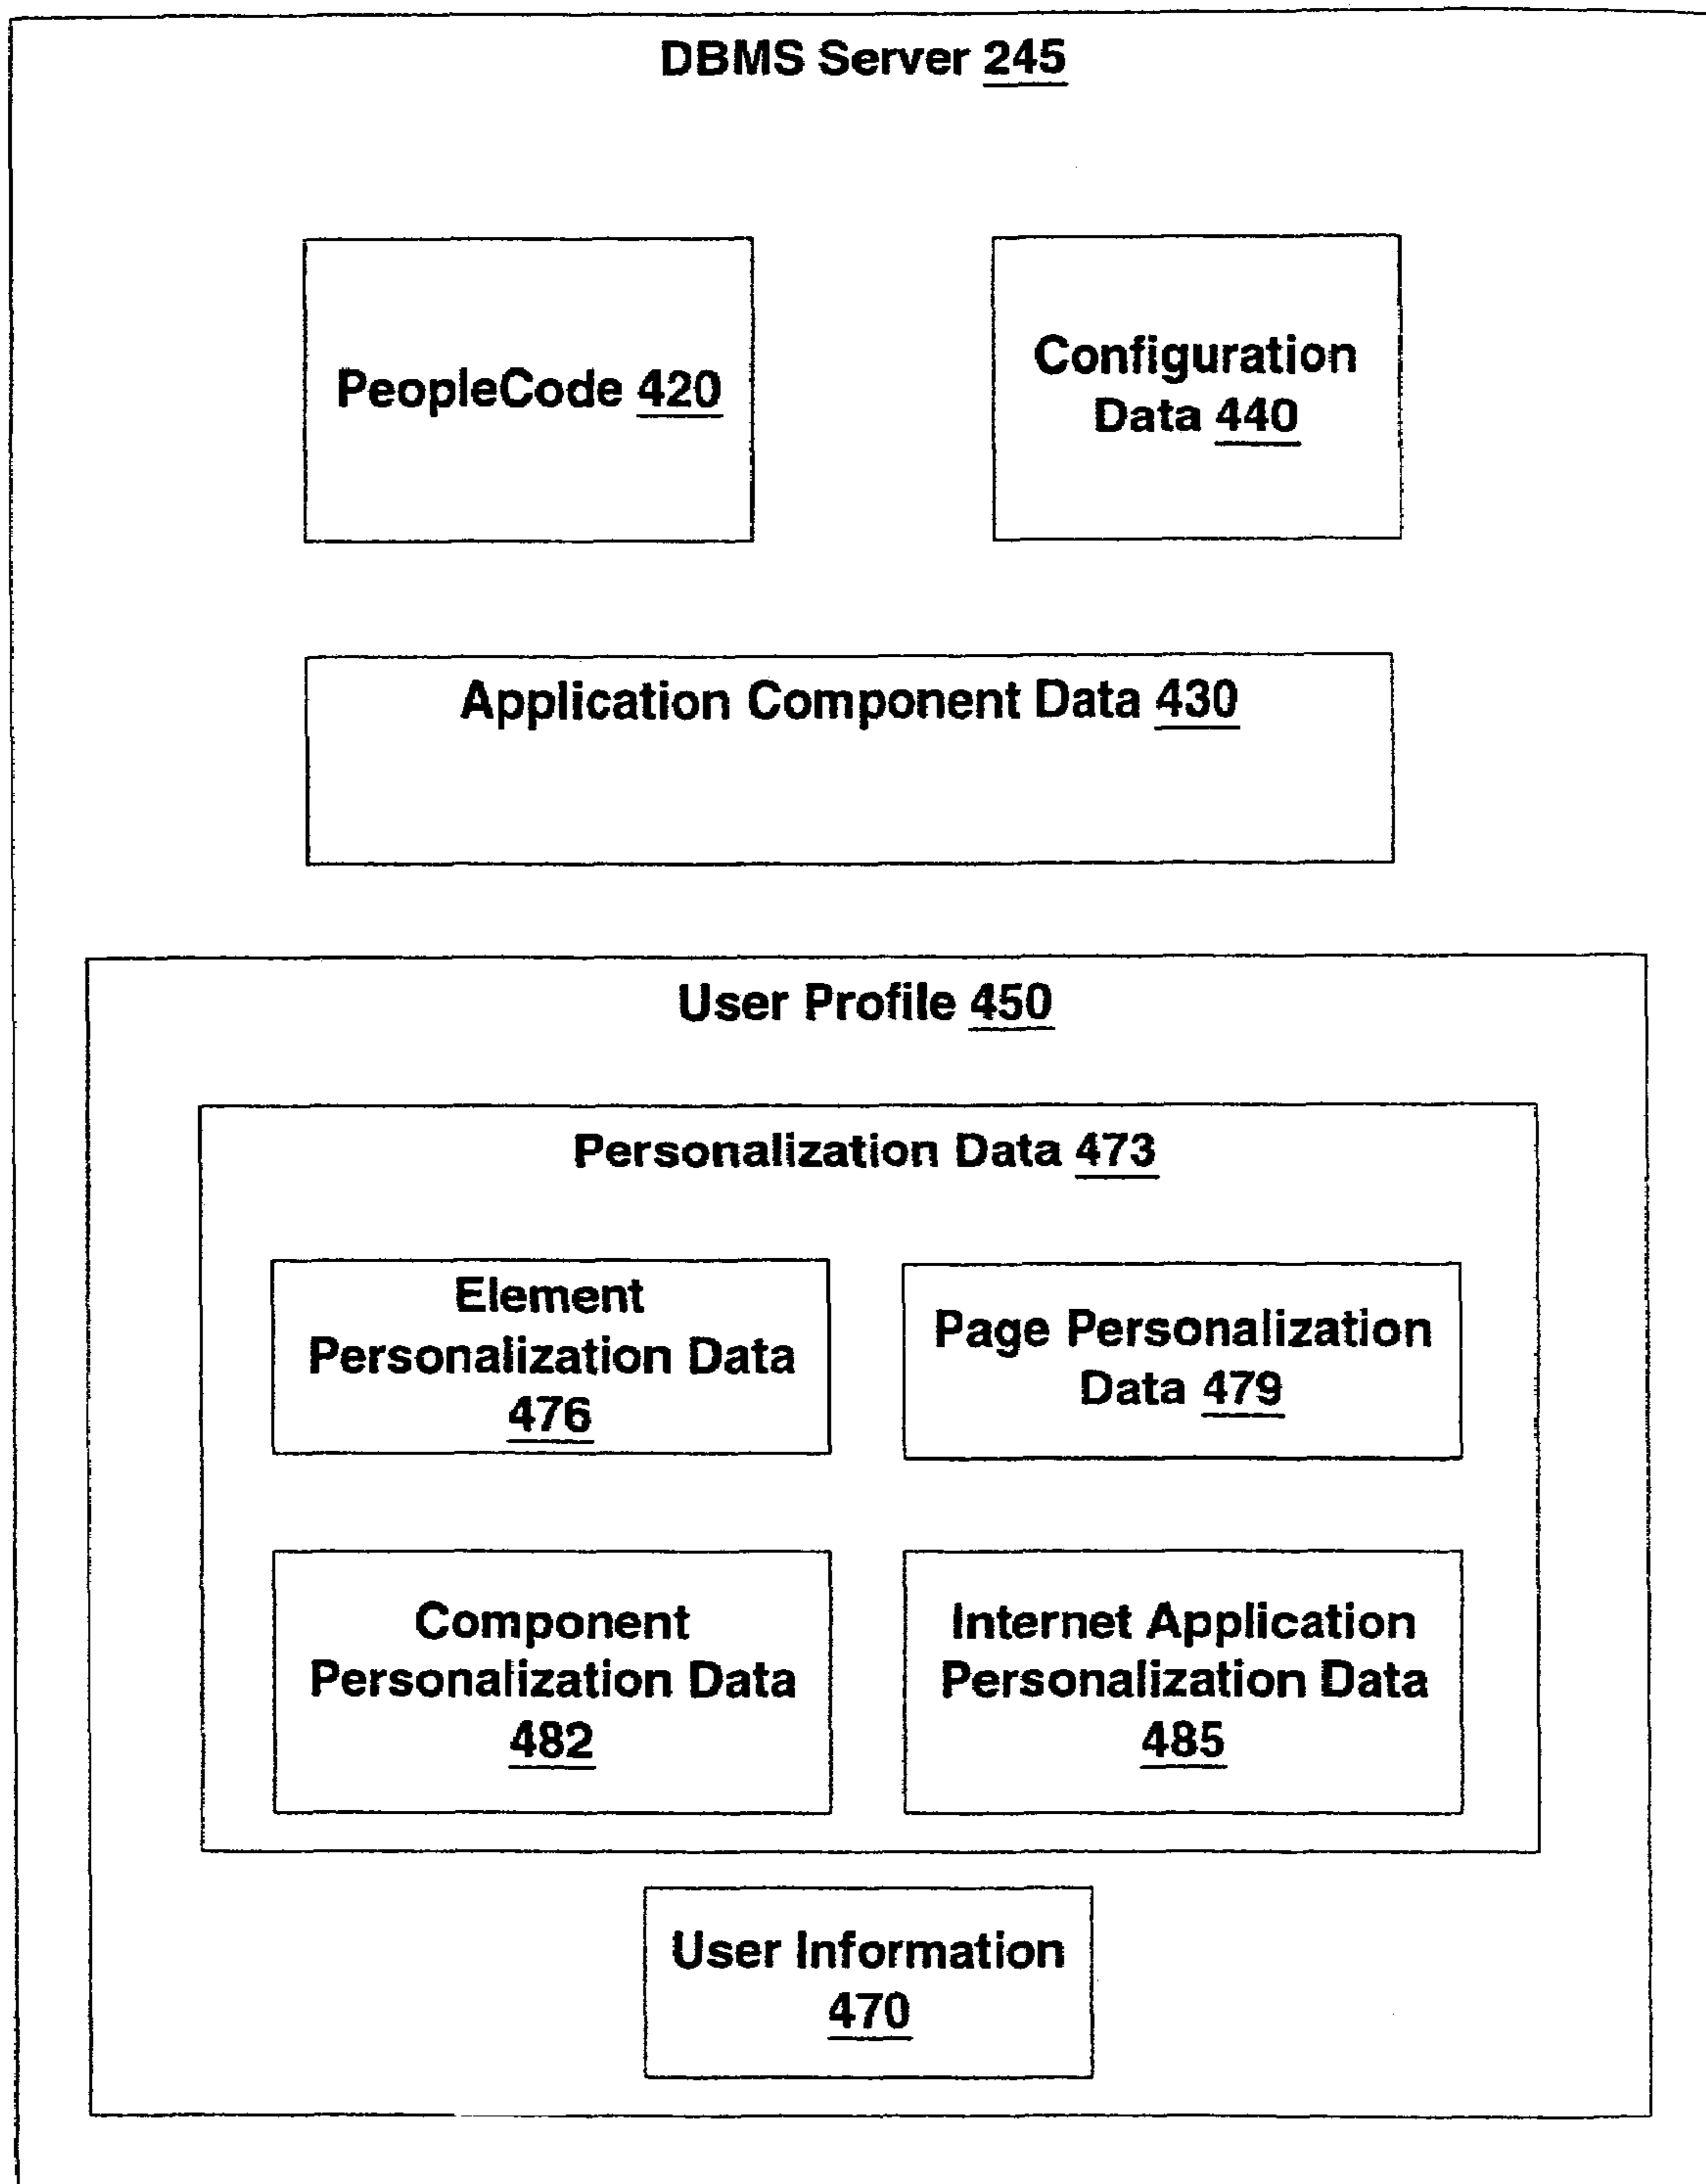 DBMS Server 245
PeopleCode 420
Configuration
Data 440
Application Component Data 430
User Profile 450
Personalization Data 473
Element
Personalization Data
476
Page Personalization
Data 479
Component
Personalization Data
482
Internet Application
Personalization Data
485
User Information
470